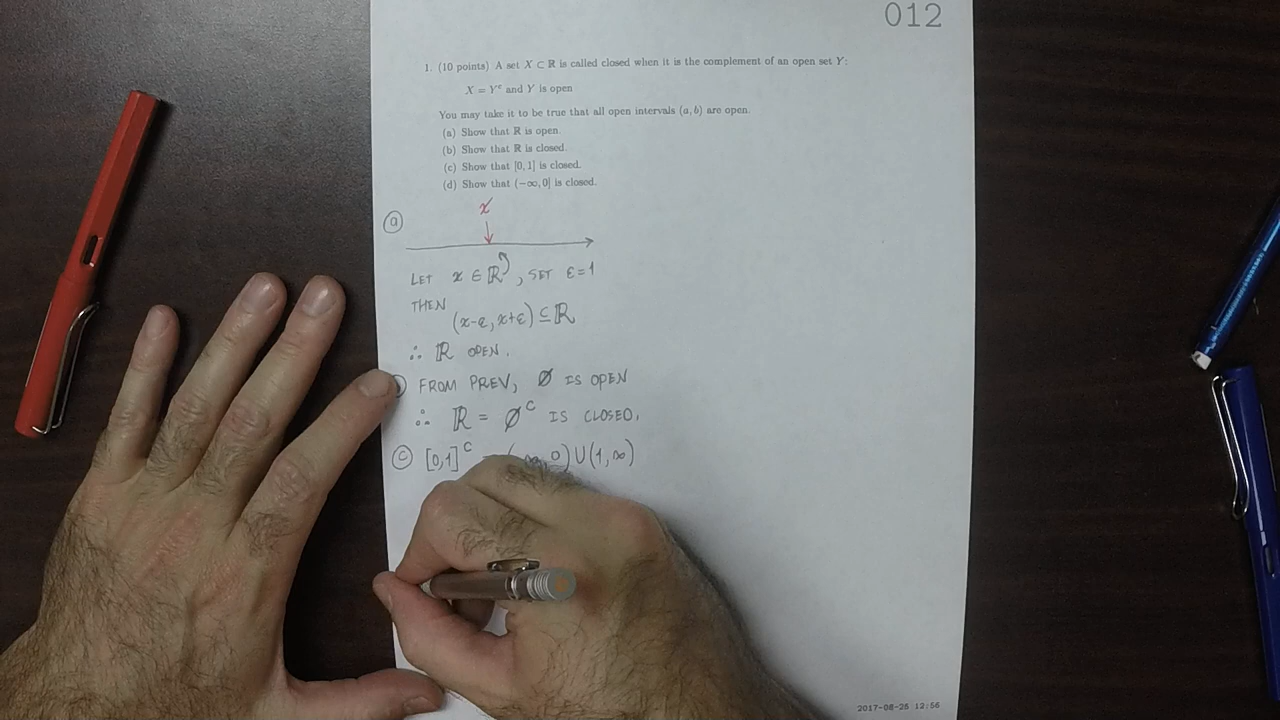 012
1. (10 points) A set X ⊂ ℝ is called closed when it is the complement of an open set Y:
X = Yᶜ and Y is open
You may take it to be true that all open intervals (a, b) are open.
(a) Show that ℝ is open.
(b) Show that ℝ is closed.
(c) Show that [0, 1] is closed.
(d) Show that (−∞, 0] is closed.
x
ⓐ
LET x ∈ ℝ, SET ε=1
THEN
(x-ε, x+ε) ⊆ ℝ
∴ ℝ OPEN.
FROM PREV, ∅ IS OPEN
∴ ℝ = ∅ᶜ IS CLOSED.
ⓒ [0,1]ᶜ = (-∞,0)∪(1,∞)
2017-08-26 12:56